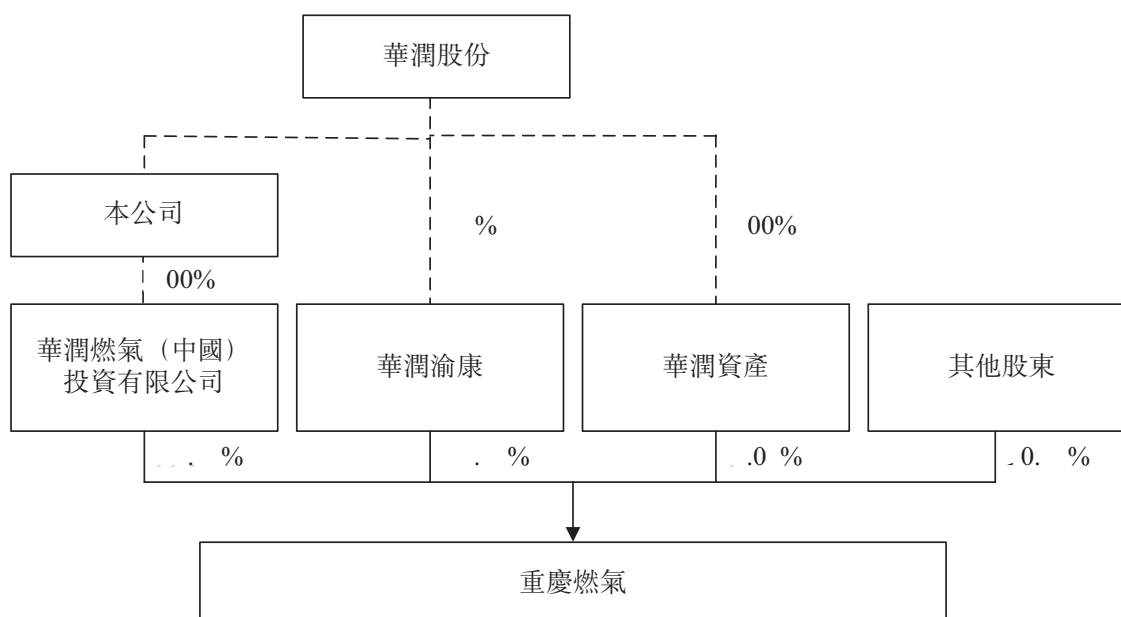 華潤股份
本公司
%
00%
00%
華潤燃氣（中國）
投資有限公司
華潤渝康
華潤資產
其他股東
. %
. %
.0 %
0. %
重慶燃氣